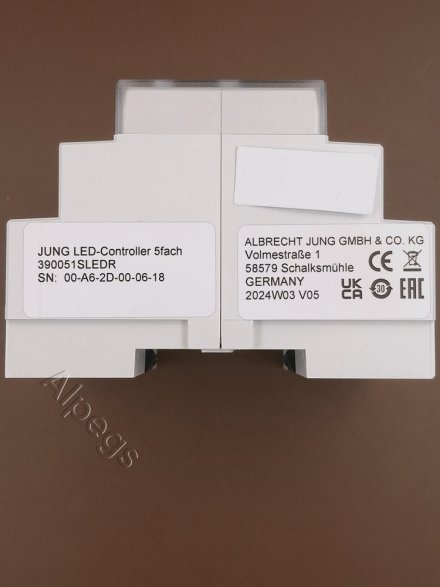 JUNG LED-Controller 5fach
390051SLEDR
SN: 00-A6-2D-00-06-18
ALBRECHT JUNG GMBH & CO. KG
Volmestraße 1
58579 Schalksmühle
GERMANY
2024W03 V05
CE
UK
CA
30
EAC
Alpegs